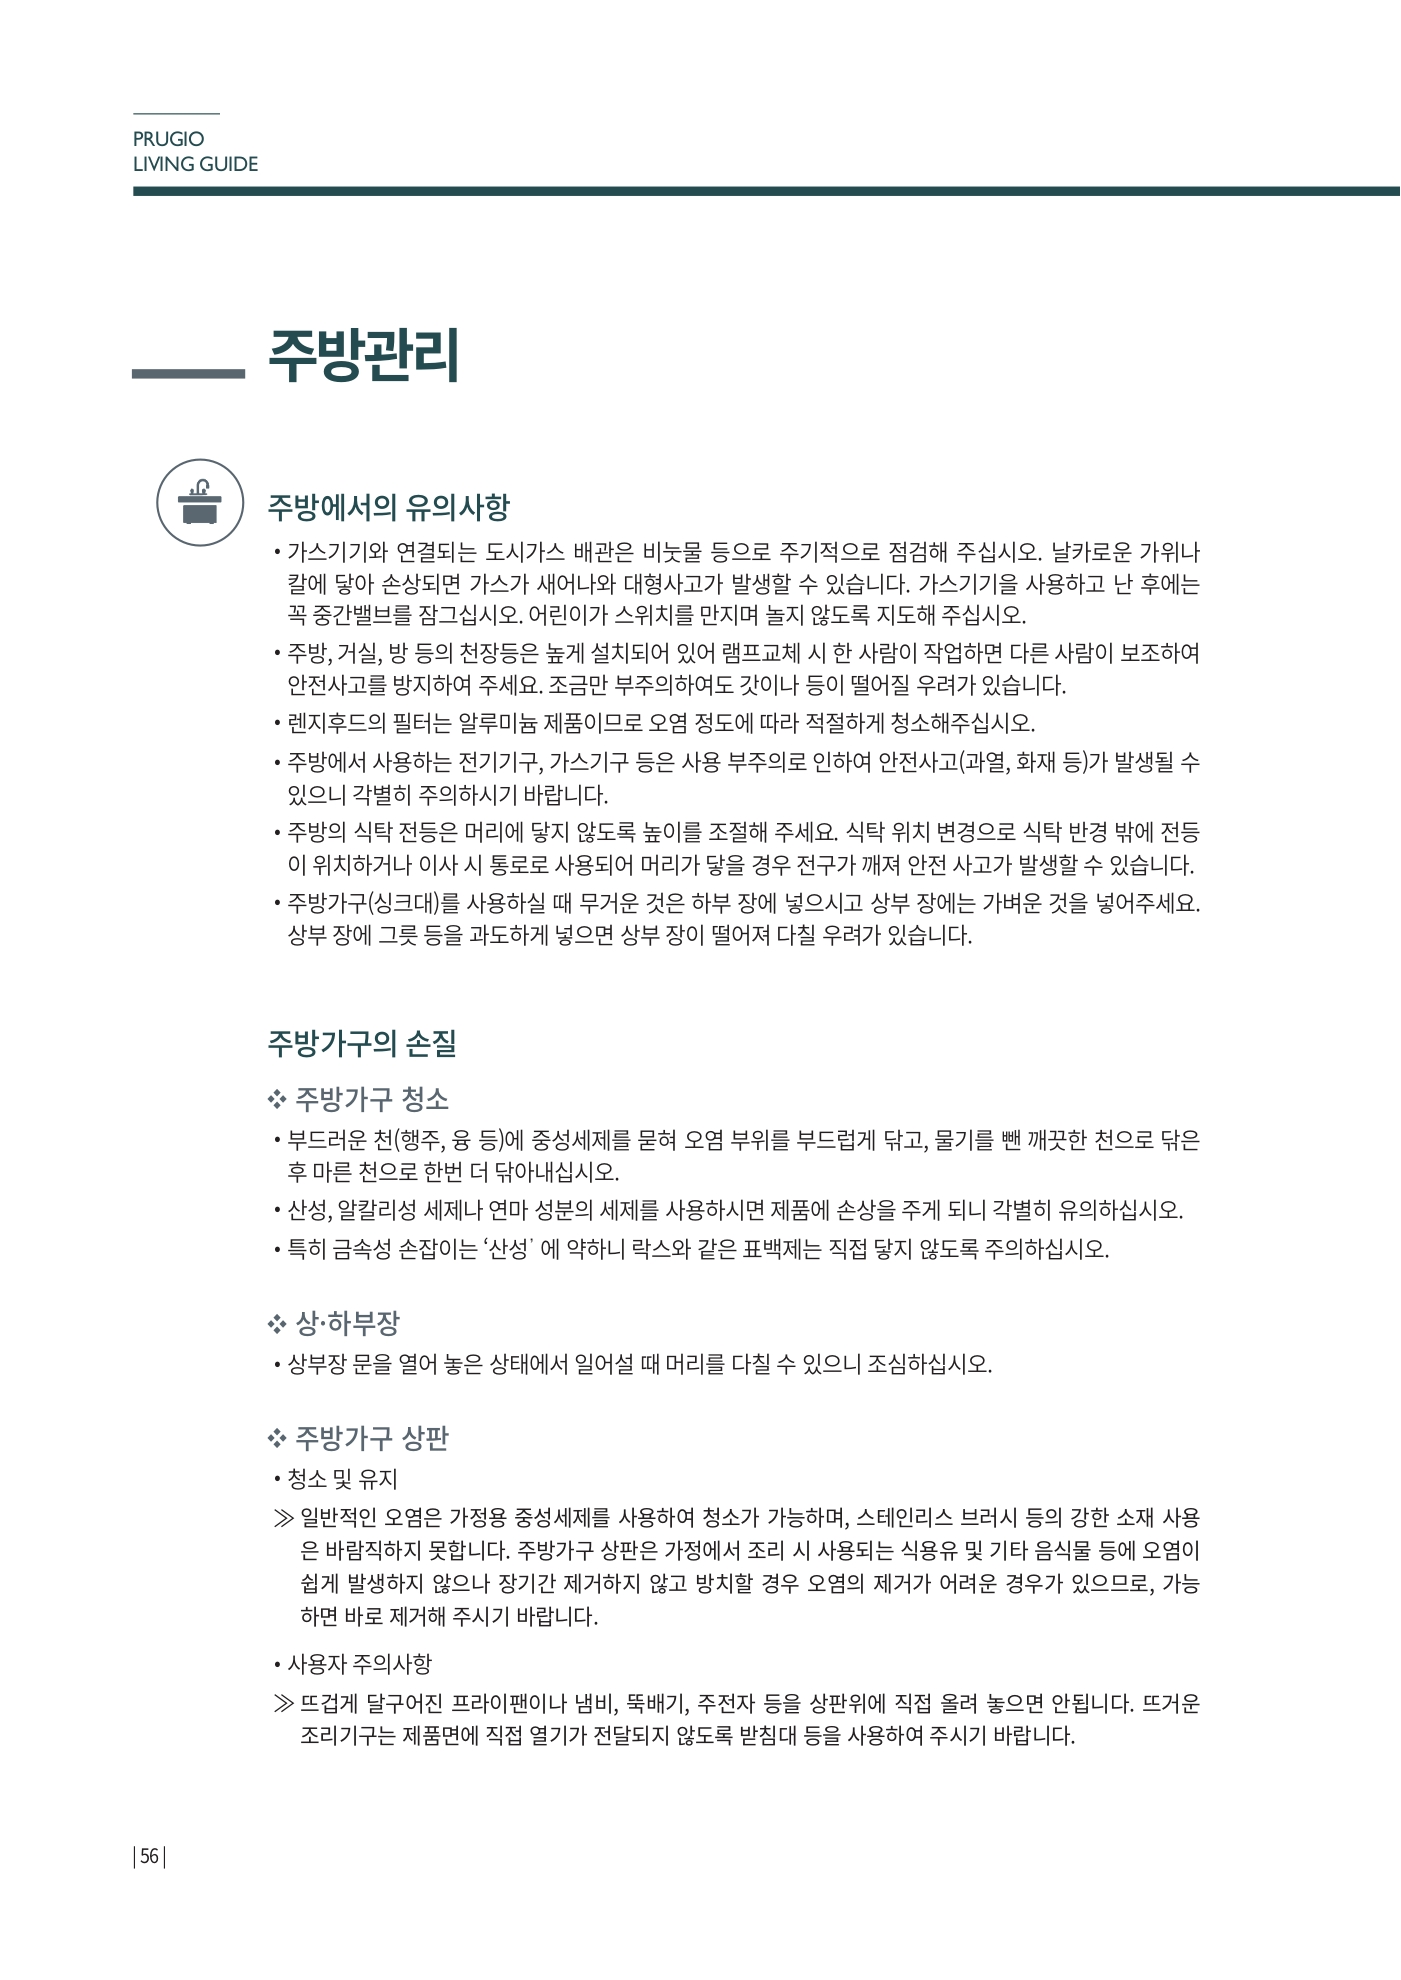 PRUGIO
LIVING GUIDE
주방관리
주방에서의 유의사항
• 가스기기와 연결되는 도시가스 배관은 비눗물 등으로 주기적으로 점검해 주십시오. 날카로운 가위나
칼에 닿아 손상되면 가스가 새어나와 대형사고가 발생할 수 있습니다. 가스기기을 사용하고 난 후에는
꼭 중간밸브를 잠그십시오. 어린이가 스위치를 만지며 놀지 않도록 지도해 주십시오.
• 주방, 거실, 방 등의 천장등은 높게 설치되어 있어 램프교체 시 한 사람이 작업하면 다른 사람이 보조하여
안전사고를 방지하여 주세요. 조금만 부주의하여도 갓이나 등이 떨어질 우려가 있습니다.
• 렌지후드의 필터는 알루미늄 제품이므로 오염 정도에 따라 적절하게 청소해주십시오.
• 주방에서 사용하는 전기기구, 가스기구 등은 사용 부주의로 인하여 안전사고(과열, 화재 등)가 발생될 수
있으니 각별히 주의하시기 바랍니다.
• 주방의 식탁 전등은 머리에 닿지 않도록 높이를 조절해 주세요. 식탁 위치 변경으로 식탁 반경 밖에 전등
이 위치하거나 이사 시 통로로 사용되어 머리가 닿을 경우 전구가 깨져 안전 사고가 발생할 수 있습니다.
• 주방가구(싱크대)를 사용하실 때 무거운 것은 하부 장에 넣으시고 상부 장에는 가벼운 것을 넣어주세요.
상부 장에 그릇 등을 과도하게 넣으면 상부 장이 떨어져 다칠 우려가 있습니다.
주방가구의 손질
❖ 주방가구 청소
• 부드러운 천(행주, 융 등)에 중성세제를 묻혀 오염 부위를 부드럽게 닦고, 물기를 뺀 깨끗한 천으로 닦은
후 마른 천으로 한번 더 닦아내십시오.
• 산성, 알칼리성 세제나 연마 성분의 세제를 사용하시면 제품에 손상을 주게 되니 각별히 유의하십시오.
• 특히 금속성 손잡이는 ‘산성’ 에 약하니 락스와 같은 표백제는 직접 닿지 않도록 주의하십시오.
❖ 상·하부장
• 상부장 문을 열어 놓은 상태에서 일어설 때 머리를 다칠 수 있으니 조심하십시오.
❖ 주방가구 상판
• 청소 및 유지
≫ 일반적인 오염은 가정용 중성세제를 사용하여 청소가 가능하며, 스테인리스 브러시 등의 강한 소재 사용
은 바람직하지 못합니다. 주방가구 상판은 가정에서 조리 시 사용되는 식용유 및 기타 음식물 등에 오염이
쉽게 발생하지 않으나 장기간 제거하지 않고 방치할 경우 오염의 제거가 어려운 경우가 있으므로, 가능
하면 바로 제거해 주시기 바랍니다.
• 사용자 주의사항
≫ 뜨겁게 달구어진 프라이팬이나 냄비, 뚝배기, 주전자 등을 상판위에 직접 올려 놓으면 안됩니다. 뜨거운
조리기구는 제품면에 직접 열기가 전달되지 않도록 받침대 등을 사용하여 주시기 바랍니다.
| 56 |